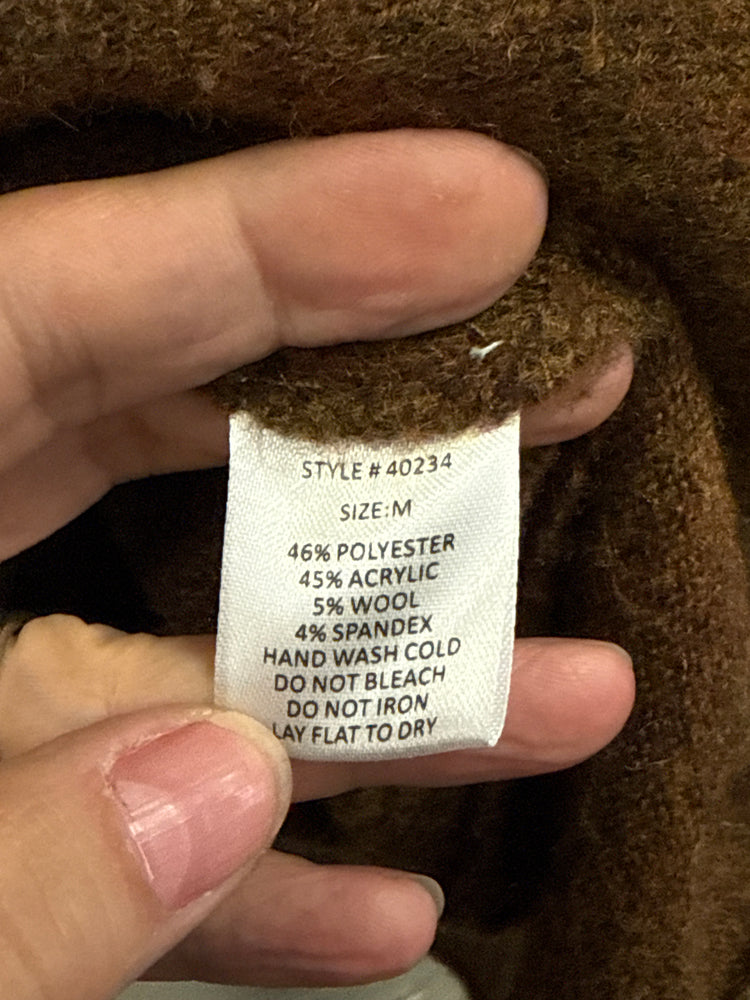 STYLE # 40234
SIZE:M
46% POLYESTER
45% ACRYLIC
5% WOOL
4% SPANDEX
HAND WASH COLD
DO NOT BLEACH
DO NOT IRON
LAY FLAT TO DRY